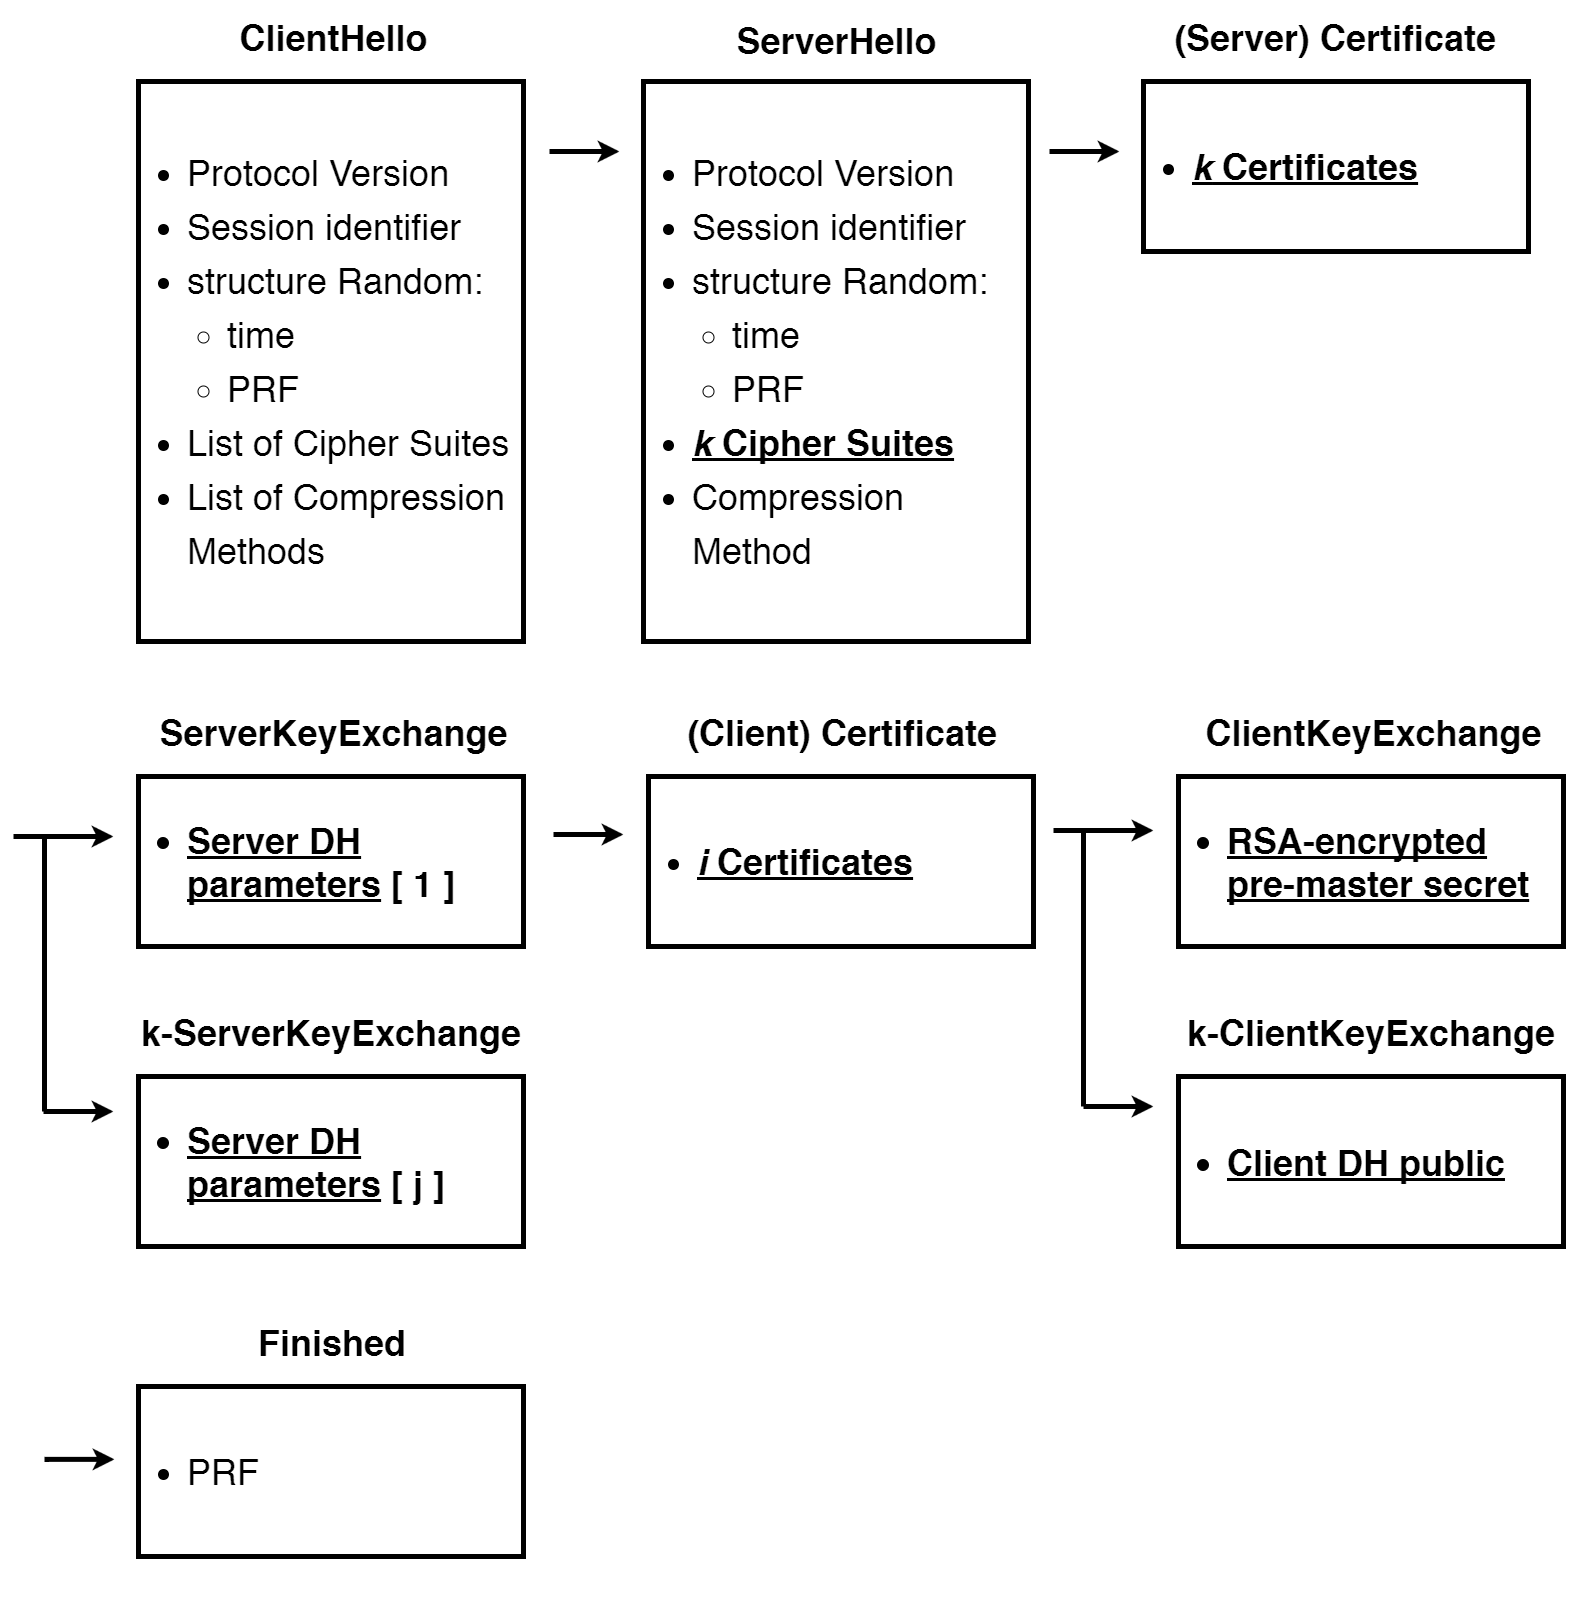 ClientHello
Protocol Version
Session identifier
structure Random:
time
PRF
List of Cipher Suites
List of Compression
Methods
ServerHello
Protocol Version
Session identifier
structure Random:
time
PRF
k Cipher Suites
Compression
Method
(Server) Certificate
k Certificates
ServerKeyExchange
Server DH
parameters [ 1 ]
k-ServerKeyExchange
Server DH
parameters [ j ]
(Client) Certificate
i Certificates
ClientKeyExchange
RSA-encrypted
pre-master secret
k-ClientKeyExchange
Client DH public
Finished
PRF